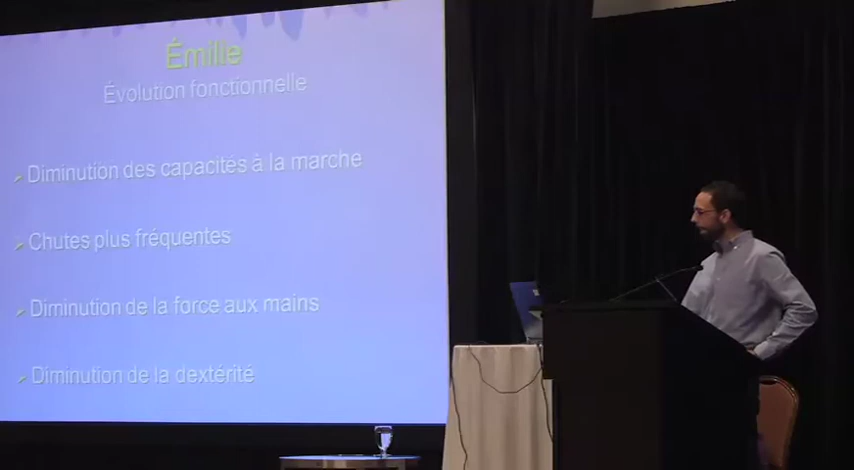 Émilie
Évolution fonctionnelle
Diminution des capacités à la marche
Chutes plus fréquentes
Diminution de la force aux mains
Diminution de la dextérité